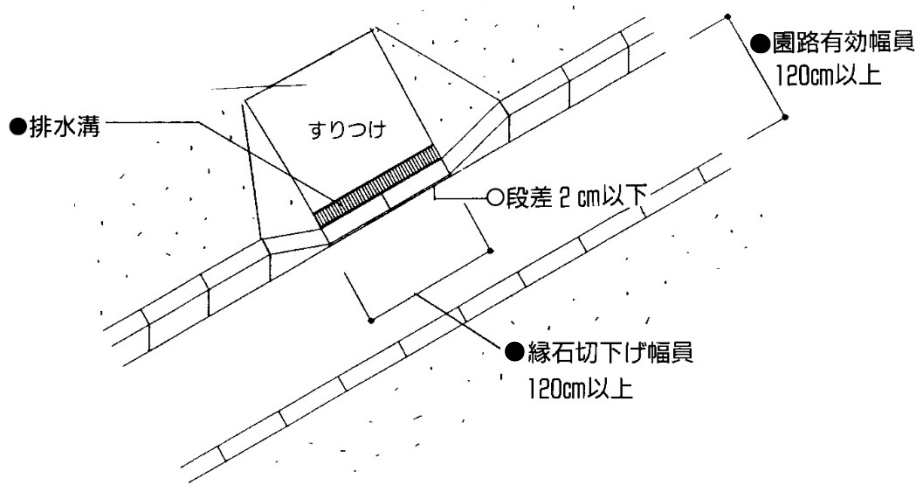 ●園路有効幅員
120cm以上
●排水溝
すりつけ
○段差2cm以下
●縁石切下げ幅員
120cm以上